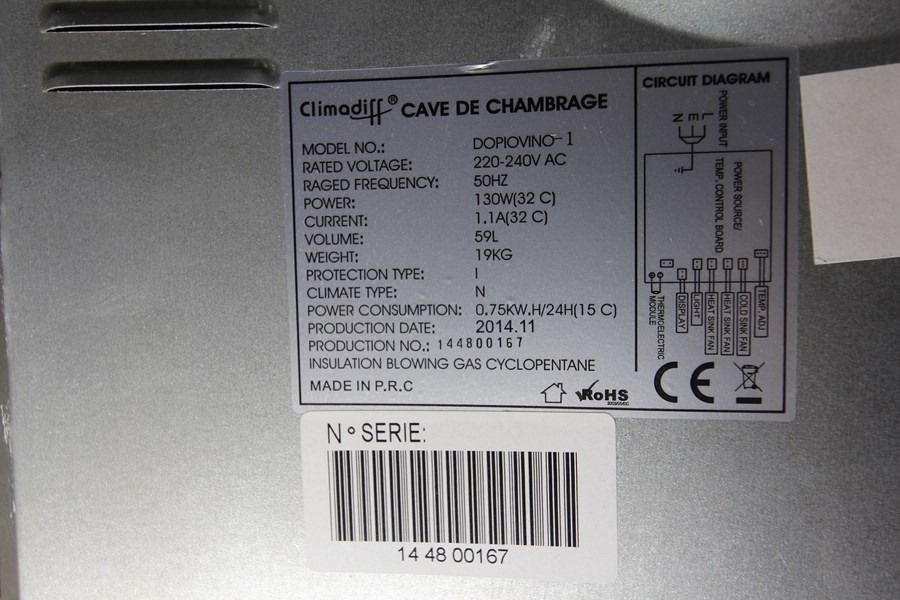 Climadiff® CAVE DE CHAMBRAGE
MODEL NO.: DOPIOVINO-1
RATED VOLTAGE: 220-240V AC
RAGED FREQUENCY: 50HZ
POWER: 130W(32 C)
CURRENT: 1.1A(32 C)
VOLUME: 59L
WEIGHT: 19KG
PROTECTION TYPE: I
CLIMATE TYPE: N
POWER CONSUMPTION: 0.75KW.H/24H(15 C)
PRODUCTION DATE: 2014.11
PRODUCTION NO.: 144800167
INSULATION BLOWING GAS CYCLOPENTANE
MADE IN P.R.C
RoHS
CE
CIRCUIT DIAGRAM
POWER INPUT
L
E
N
POWER SOURCE/
TEMP. CONTROL BOARD
TEMP. ADJ
COLD SINK FAN
HEAT SINK FAN
HEAT SINK FAN
LIGHT
DISPLAY
THERMOELECTRIC
MODULE
N° SERIE:
14 48 00167